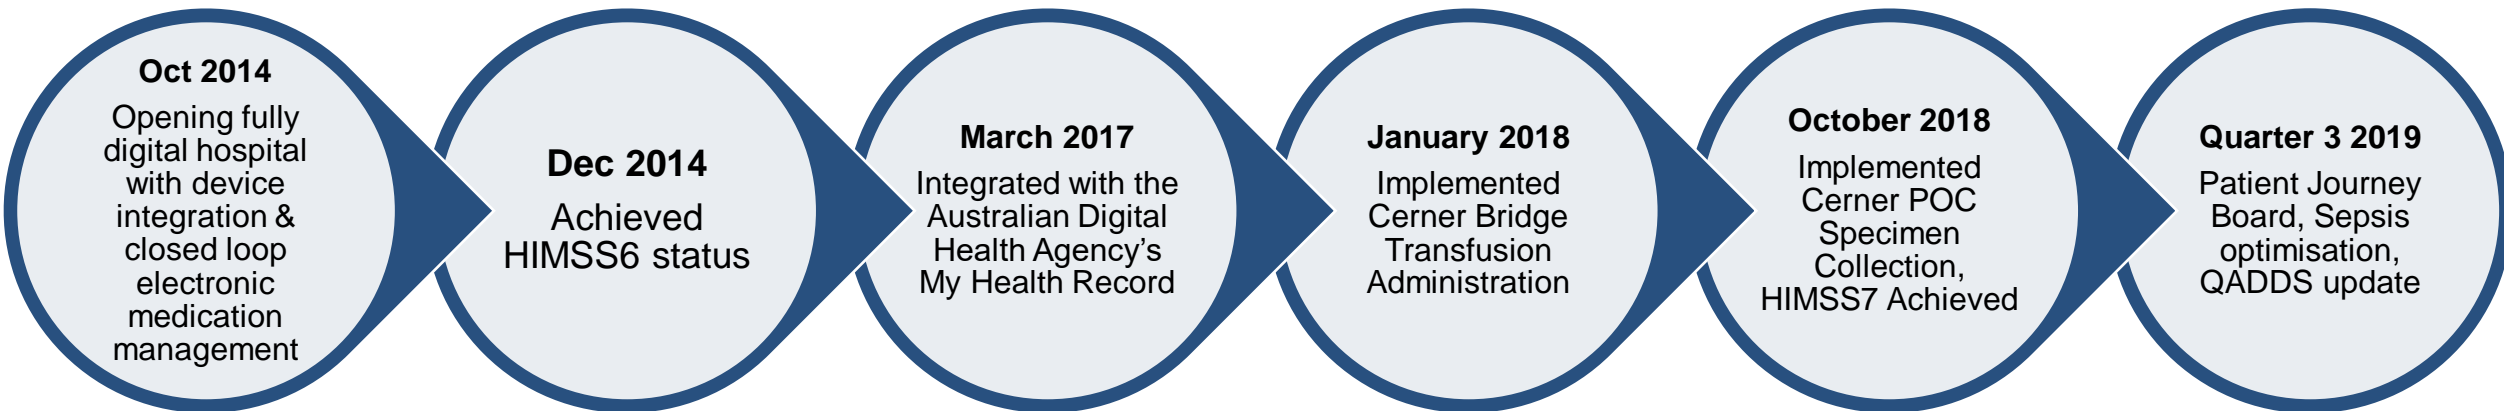 Oct 2014
Opening fully
digital hospital
with device
integration &
closed loop
electronic
medication
management
Dec 2014
Achieved
HIMSS6 status
March 2017
Integrated with the
Australian Digital
Health Agency’s
My Health Record
January 2018
Implemented
Cerner Bridge
Transfusion
Administration
October 2018
Implemented
Cerner POC
Specimen
Collection,
HIMSS7 Achieved
Quarter 3 2019
Patient Journey
Board, Sepsis
optimisation,
QADDS update